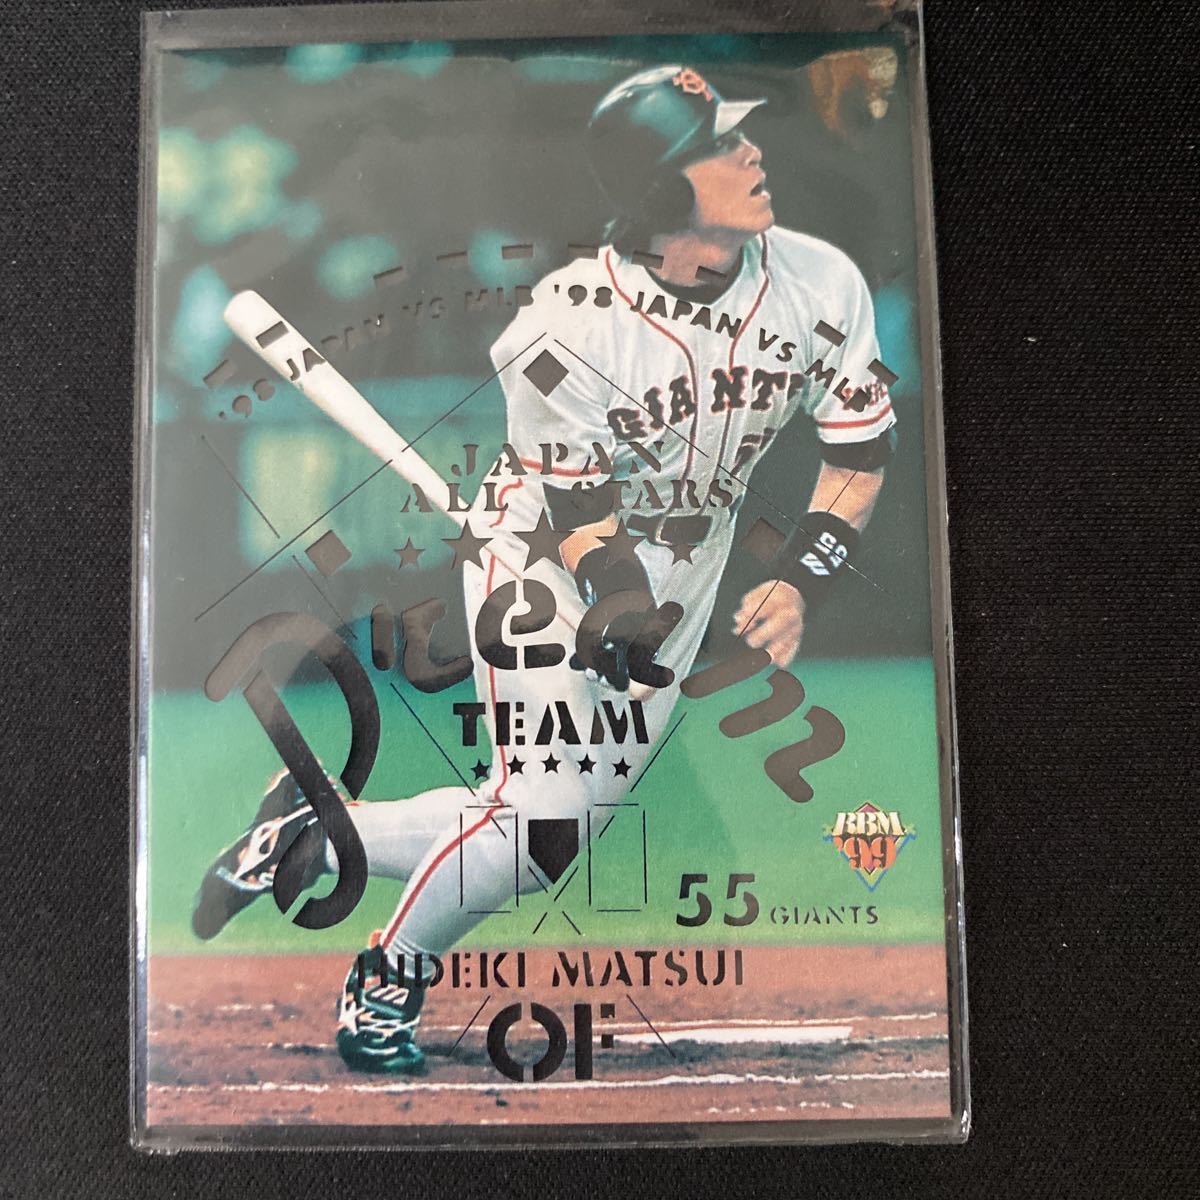 '98 JAPAN VS MLB '98 JAPAN VS MLB
GIANTS
JAPAN
ALL STARS
Dream
TEAM
RBM
'99
55 GIANTS
HIDEKI MATSUI
OF